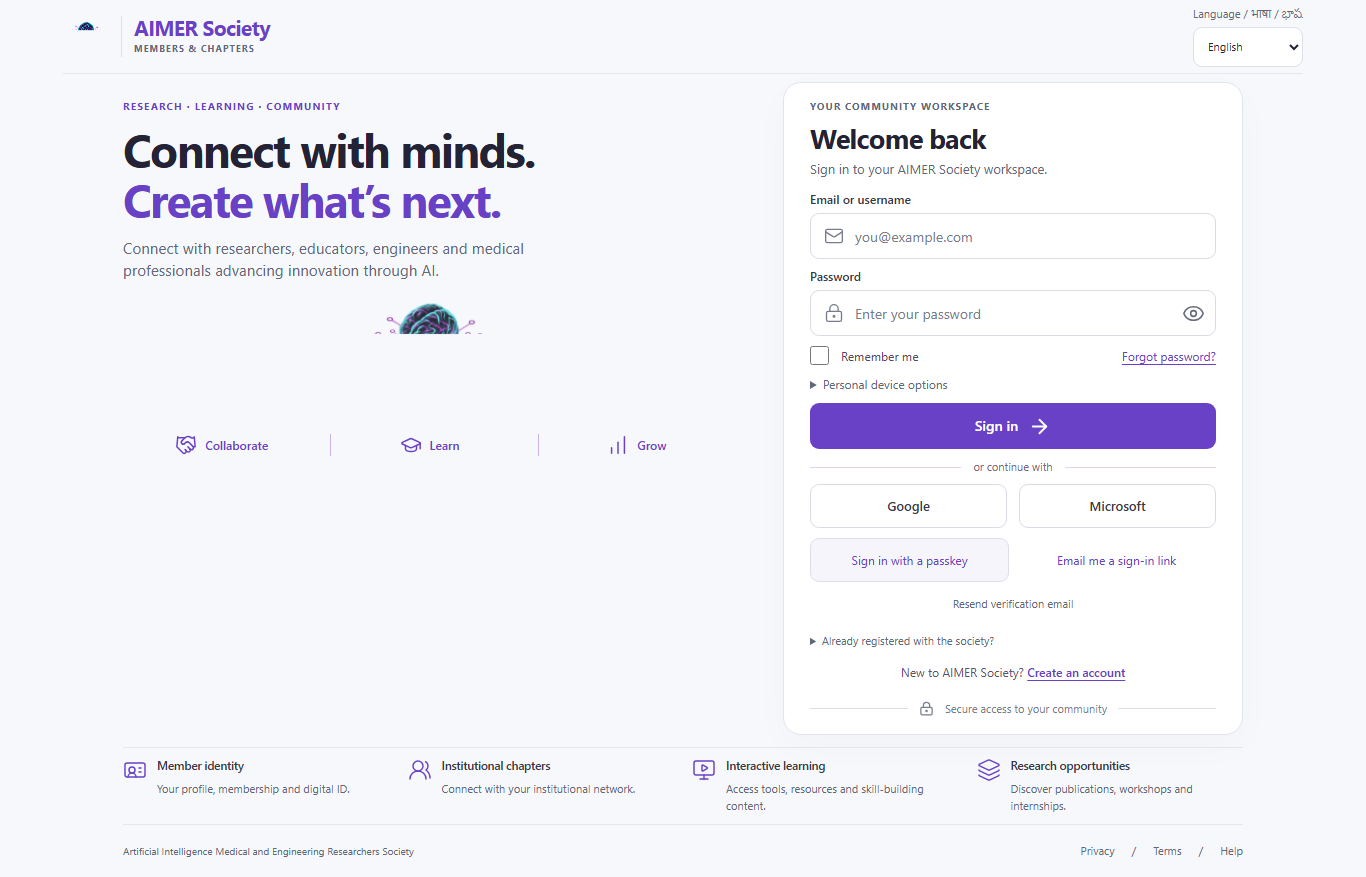 AIMER Society
MEMBERS & CHAPTERS
Language / भाषा / భాష
English
RESEARCH · LEARNING · COMMUNITY
Connect with minds.
Create what’s next.
Connect with researchers, educators, engineers and medical
professionals advancing innovation through AI.
Collaborate
Learn
Grow
YOUR COMMUNITY WORKSPACE
Welcome back
Sign in to your AIMER Society workspace.
Email or username
you@example.com
Password
Enter your password
Remember me
Forgot password?
Personal device options
Sign in
or continue with
Google
Microsoft
Sign in with a passkey
Email me a sign-in link
Resend verification email
Already registered with the society?
New to AIMER Society? Create an account
Secure access to your community
Member identity
Your profile, membership and digital ID.
Institutional chapters
Connect with your institutional network.
Interactive learning
Access tools, resources and skill-building
content.
Research opportunities
Discover publications, workshops and
internships.
Artificial Intelligence Medical and Engineering Researchers Society
Privacy / Terms / Help